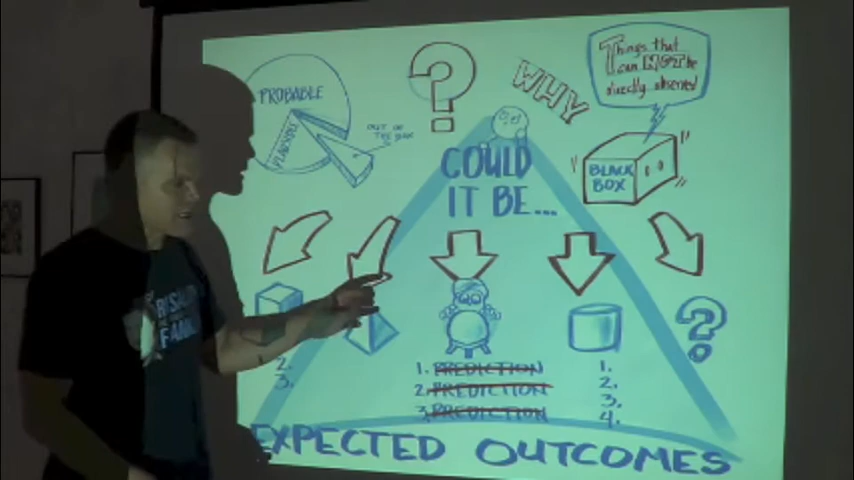 PROBABLE
PLAUSIBLE
OUT OF
THE BOX
?
WHY
Things that
can NOT be
directly observed
BLACK
BOX
COULD
IT BE...
?
2.
3.
1. PREDICTION
2. PREDICTION
3. PREDICTION
1.
2.
3.
4.
EXPECTED OUTCOMES